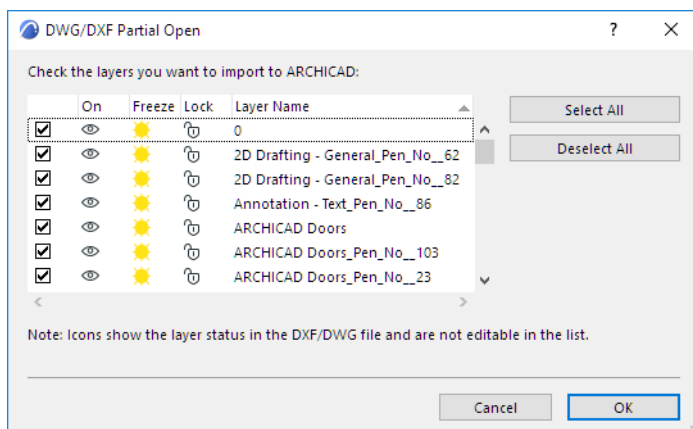 DWG/DXF Partial Open
Check the layers you want to import to ARCHICAD:
On Freeze Lock Layer Name
0
2D Drafting - General_Pen_No__62
2D Drafting - General_Pen_No__82
Annotation - Text_Pen_No__86
ARCHICAD Doors
ARCHICAD Doors_Pen_No__103
ARCHICAD Doors_Pen_No__23
Select All
Deselect All
Note: Icons show the layer status in the DXF/DWG file and are not editable in the list.
Cancel OK